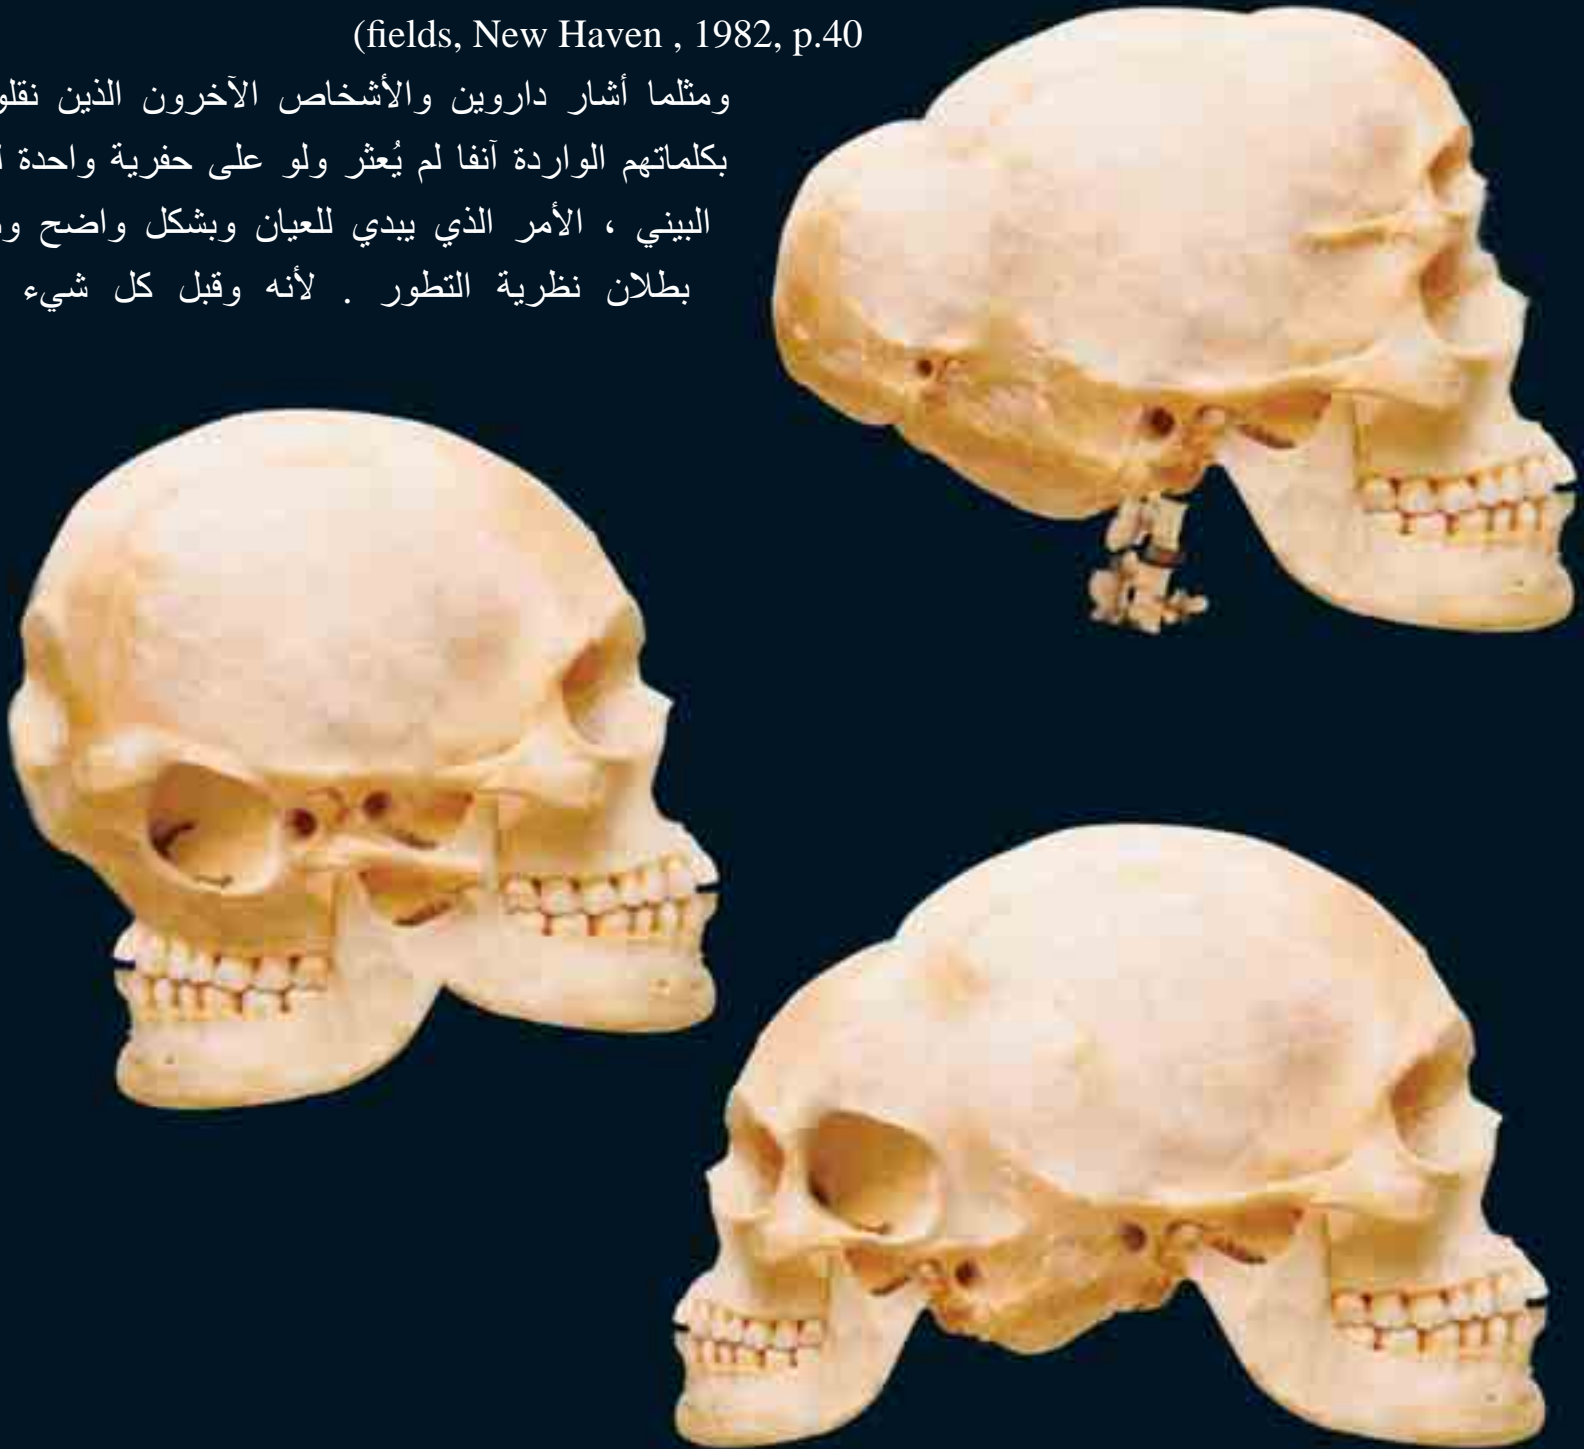 (fields, New Haven , 1982, p.40
ومثلما أشار داروين والأشخاص الآخرون الذين
بكلماتهم الواردة آنفا لم يُعثر ولو على حفرية واحدة
البيني ، الأمر الذي يبدي للعيان وبشكل واضح
بطلان نظرية التطور . لأنه وقبل كل شيء